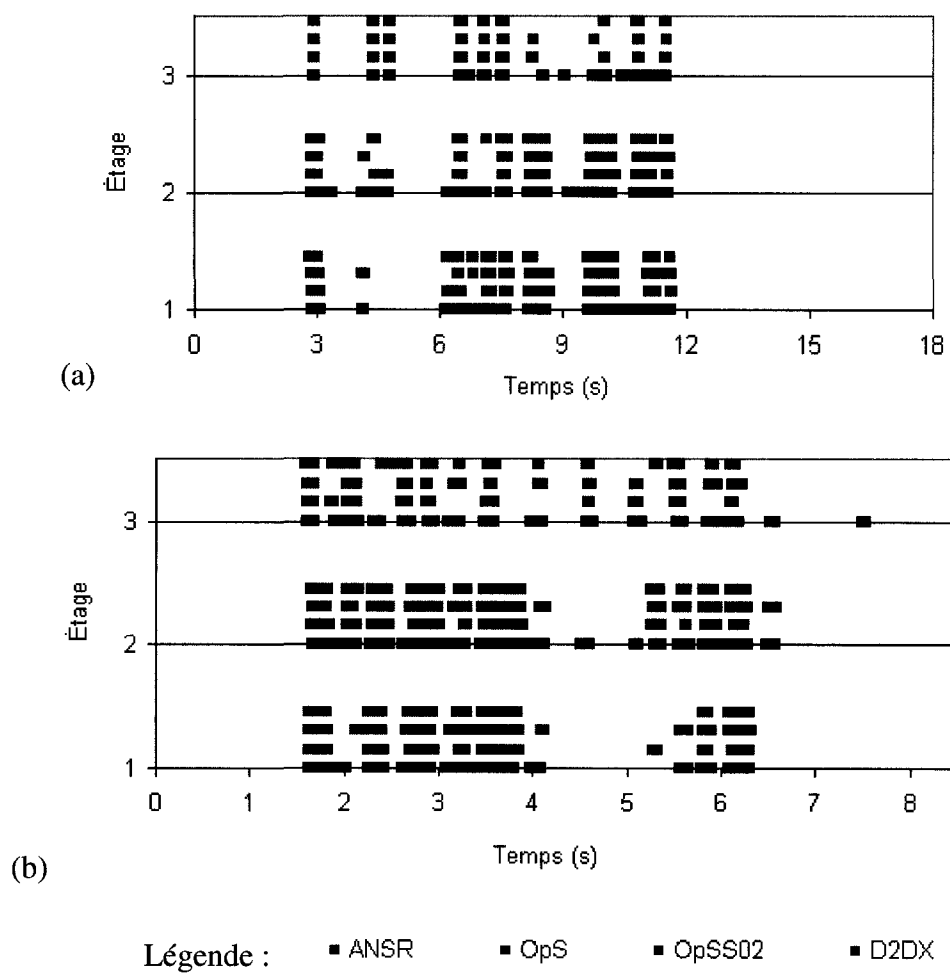 Étage
3
2
1
0 3 6 9 12 15 18
Temps (s)
(a)
Étage
3
2
1
0 1 2 3 4 5 6 7 8
Temps (s)
(b)
Légende : ANSR OpS OpSS02 D2DX